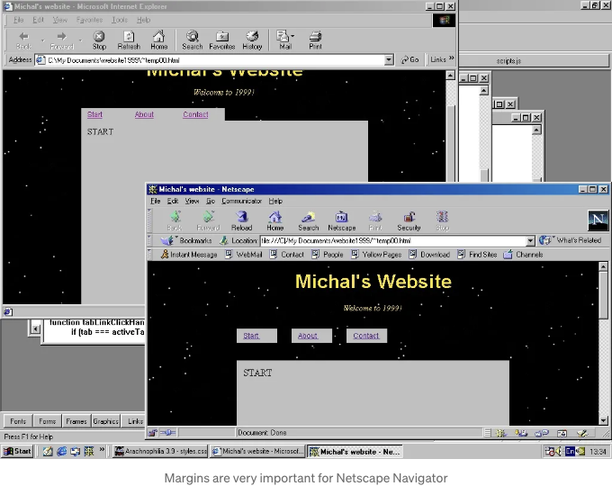 Michal's website - Microsoft Internet Explorer
File Edit View Favorites Tools Help
Back Forward Stop Refresh Home Search Favorites History Mail Print
Address C:\My Documents\website1999\~temp00.html Go Links »
scripts.js
Michal's Website
Welcome to 1999!
Start About Contact
START
Michal's website - Netscape
File Edit View Go Communicator Help
Back Forward Reload Home Search Netscape Print Security Stop
Bookmarks Location: file:///C|/My Documents/website1999/~temp00.html What's Related
Instant Message WebMail Contact People Yellow Pages Download Find Sites Channels
Michal's Website
Welcome to 1999!
Start About Contact
START
function tabLinkClickHan
if (tab === activeTa
Fonts Forms Frames Graphics Links
Document: Done
Press F1 for Help
Start Arachnophilia 3.9 - styles.css Michal's website - Microsof... Michal's website - Ne... En 13:34
Margins are very important for Netscape Navigator